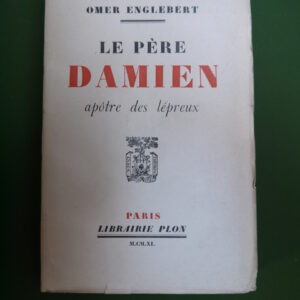 OMER ENGLEBERT
LE PÈRE
DAMIEN
apôtre des lépreux
PARIS
LIBRAIRIE PLON
M.CM.XL.